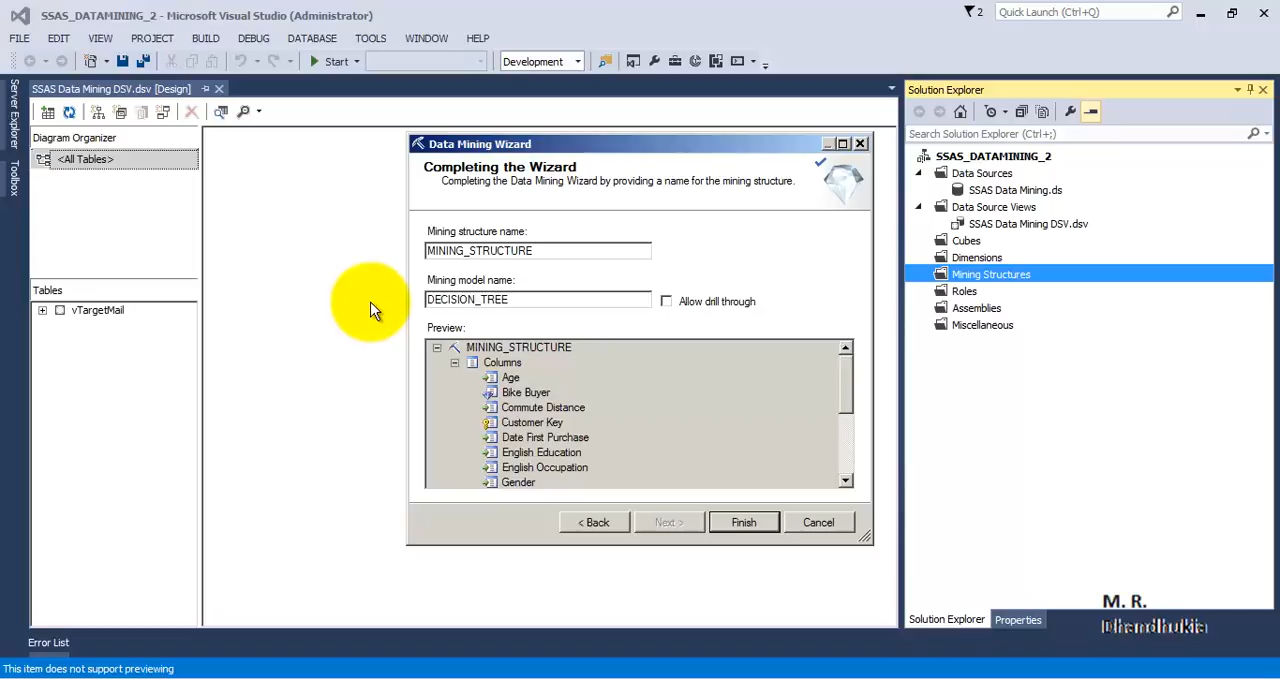 SSAS_DATAMINING_2 - Microsoft Visual Studio (Administrator)
2
Quick Launch (Ctrl+Q)
FILE EDIT VIEW PROJECT BUILD DEBUG DATABASE TOOLS WINDOW HELP
Start
Development
Server Explorer
Toolbox
SSAS Data Mining DSV.dsv [Design]
Diagram Organizer
<All Tables>
Tables
vTargetMail
Data Mining Wizard
Completing the Wizard
Completing the Data Mining Wizard by providing a name for the mining structure.
Mining structure name:
MINING_STRUCTURE
Mining model name:
DECISION_TREE
Allow drill through
Preview:
MINING_STRUCTURE
Columns
Age
Bike Buyer
Commute Distance
Customer Key
Date First Purchase
English Education
English Occupation
Gender
< Back
Next >
Finish
Cancel
Solution Explorer
Search Solution Explorer (Ctrl+;)
SSAS_DATAMINING_2
Data Sources
SSAS Data Mining.ds
Data Source Views
SSAS Data Mining DSV.dsv
Cubes
Dimensions
Mining Structures
Roles
Assemblies
Miscellaneous
M. R.
Dhandhukia
Solution Explorer
Properties
Error List
This item does not support previewing